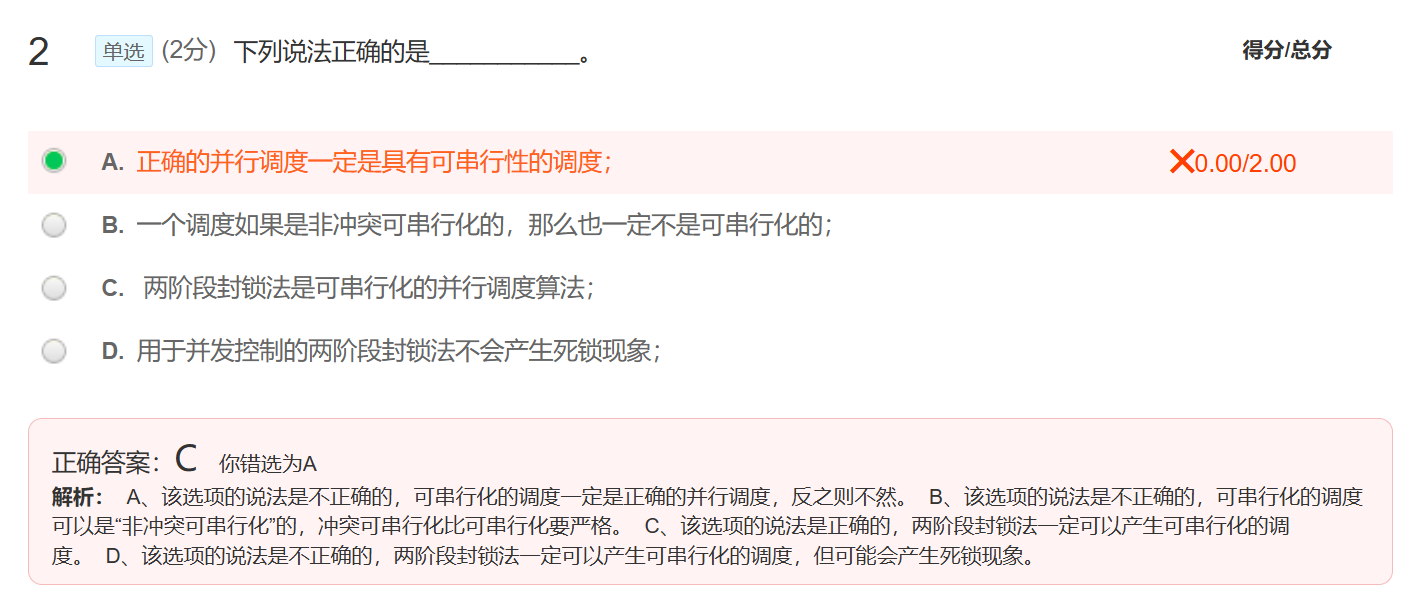 2 单选 (2分) 下列说法正确的是____________。 得分/总分
A. 正确的并行调度一定是具有可串行性的调度; ×0.00/2.00
B. 一个调度如果是非冲突可串行化的，那么也一定不是可串行化的;
C. 两阶段封锁法是可串行化的并行调度算法;
D. 用于并发控制的两阶段封锁法不会产生死锁现象;
正确答案：C 你错选为A
解析： A、该选项的说法是不正确的，可串行化的调度一定是正确的并行调度，反之则不然。 B、该选项的说法是不正确的，可串行化的调度
可以是“非冲突可串行化”的，冲突可串行化比可串行化要严格。 C、该选项的说法是正确的，两阶段封锁法一定可以产生可串行化的调
度。 D、该选项的说法是不正确的，两阶段封锁法一定可以产生可串行化的调度，但可能会产生死锁现象。